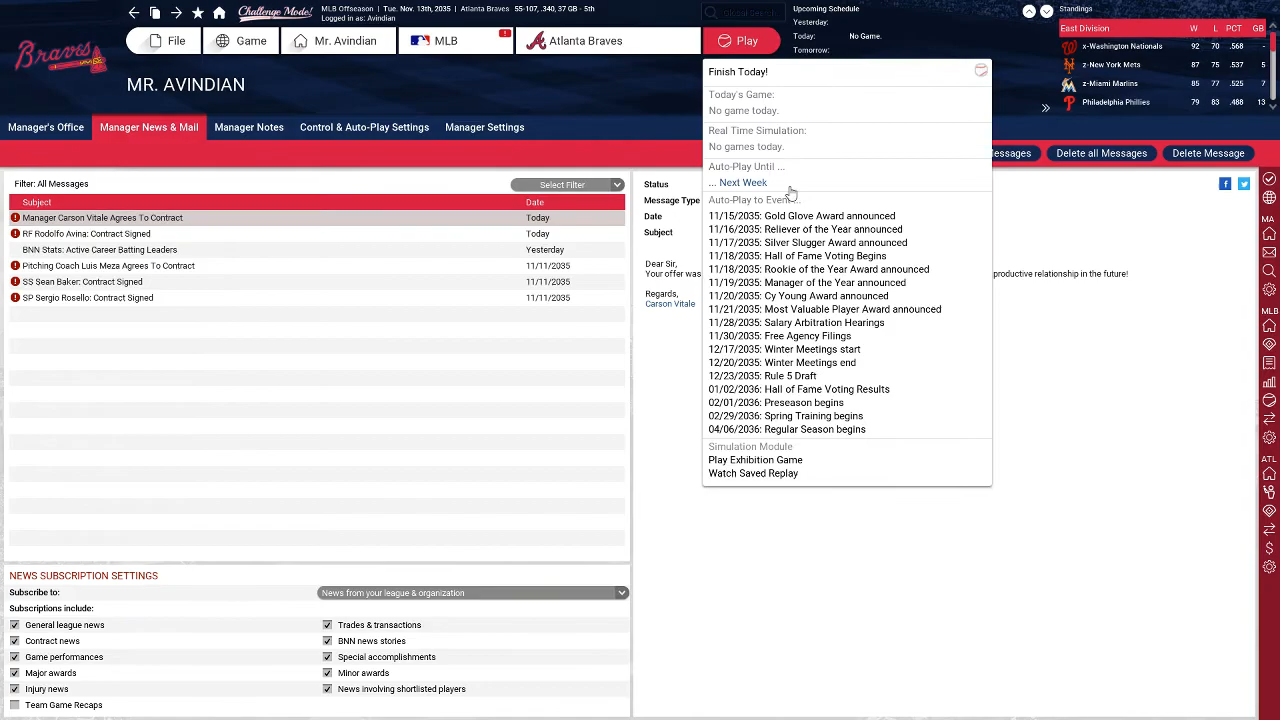 Challenge Mode!
MLB Offseason | Tue. Nov. 13th, 2035 | Atlanta Braves 55-107, .340, 37 GB - 5th
Logged in as: Avindian
Global Search
Upcoming Schedule
Yesterday:
Today: No Game.
Tomorrow:
Standings
East Division W L PCT GB
x-Washington Nationals 92 70 .568 -
z-New York Mets 87 75 .537 5
z-Miami Marlins 85 77 .525 7
Philadelphia Phillies 79 83 .488 13
Braves
File
Game
Mr. Avindian
MLB
Atlanta Braves
Play
MR. AVINDIAN
Manager's Office
Manager News & Mail
Manager Notes
Control & Auto-Play Settings
Manager Settings
Finish Today!
Today's Game:
No game today.
Real Time Simulation:
No games today.
Auto-Play Until ...
... Next Week
Auto-Play to Event ...
11/15/2035: Gold Glove Award announced
11/16/2035: Reliever of the Year announced
11/17/2035: Silver Slugger Award announced
11/18/2035: Hall of Fame Voting Begins
11/18/2035: Rookie of the Year Award announced
11/19/2035: Manager of the Year announced
11/20/2035: Cy Young Award announced
11/21/2035: Most Valuable Player Award announced
11/28/2035: Salary Arbitration Hearings
11/30/2035: Free Agency Filings
12/17/2035: Winter Meetings start
12/20/2035: Winter Meetings end
12/23/2035: Rule 5 Draft
01/02/2036: Hall of Fame Voting Results
02/01/2036: Preseason begins
02/29/2036: Spring Training begins
04/06/2036: Regular Season begins
Simulation Module
Play Exhibition Game
Watch Saved Replay
essages
Delete all Messages
Delete Message
Filter: All Messages
Select Filter
Subject Date
Manager Carson Vitale Agrees To Contract Today
RF Rodolfo Avina: Contract Signed Today
BNN Stats: Active Career Batting Leaders Yesterday
Pitching Coach Luis Meza Agrees To Contract 11/11/2035
SS Sean Baker: Contract Signed 11/11/2035
SP Sergio Rosello: Contract Signed 11/11/2035
Status
Message Type
Date
Subject
Dear Sir,
Your offer was productive relationship in the future!
Regards,
Carson Vitale
NEWS SUBSCRIPTION SETTINGS
Subscribe to: News from your league & organization
Subscriptions include:
General league news Trades & transactions
Contract news BNN news stories
Game performances Special accomplishments
Major awards Minor awards
Injury news News involving shortlisted players
Team Game Recaps
MA
MLB
ATL